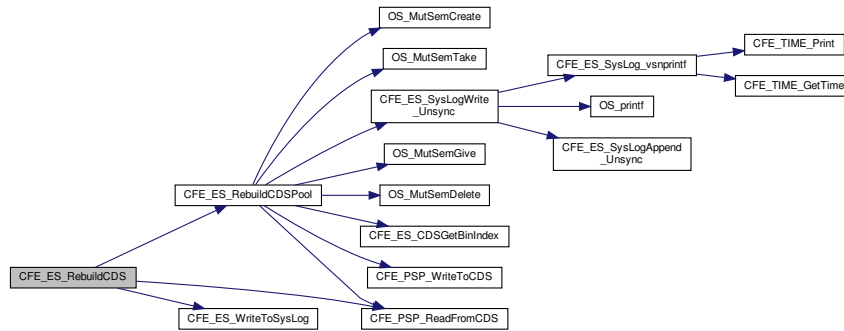 OS_MutSemCreate
OS_MutSemTake
CFE_TIME_Print
CFE_ES_SysLog_vsnprintf
CFE_TIME_GetTime
CFE_ES_SysLogWrite
_Unsync
OS_printf
CFE_ES_SysLogAppend
_Unsync
OS_MutSemGive
CFE_ES_RebuildCDSPool
OS_MutSemDelete
CFE_ES_CDSGetBinIndex
CFE_ES_RebuildCDS
CFE_PSP_WriteToCDS
CFE_ES_WriteToSysLog
CFE_PSP_ReadFromCDS